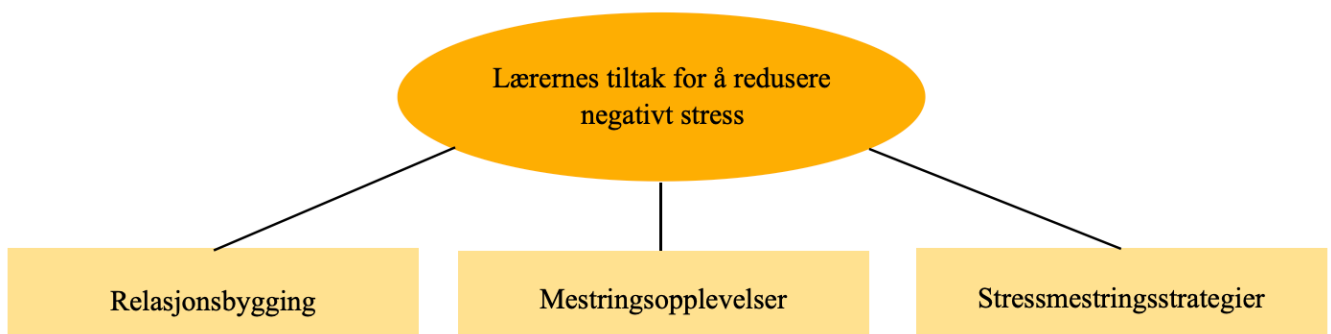 Lærernes tiltak for å redusere
negativt stress
Relasjonsbygging
Mestringsopplevelser
Stressmestringsstrategier